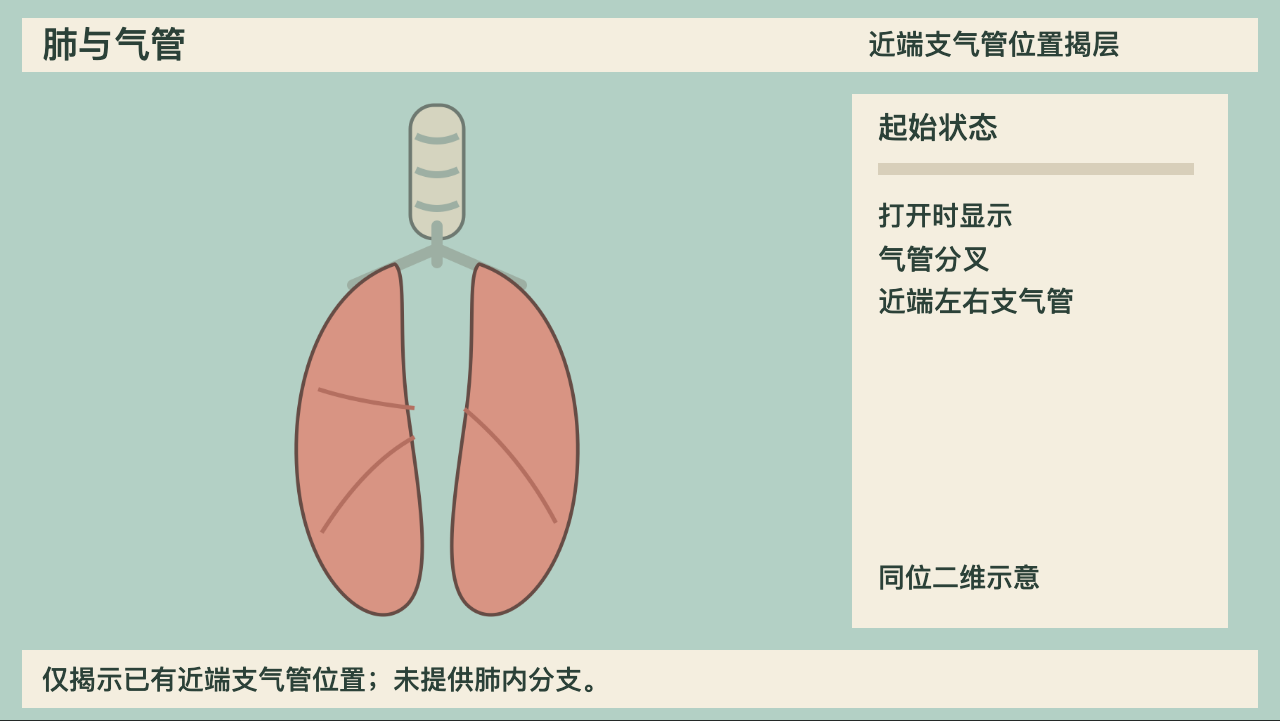 肺与气管
近端支气管位置揭层
起始状态
打开时显示
气管分叉
近端左右支气管
同位二维示意
仅揭示已有近端支气管位置；未提供肺内分支。